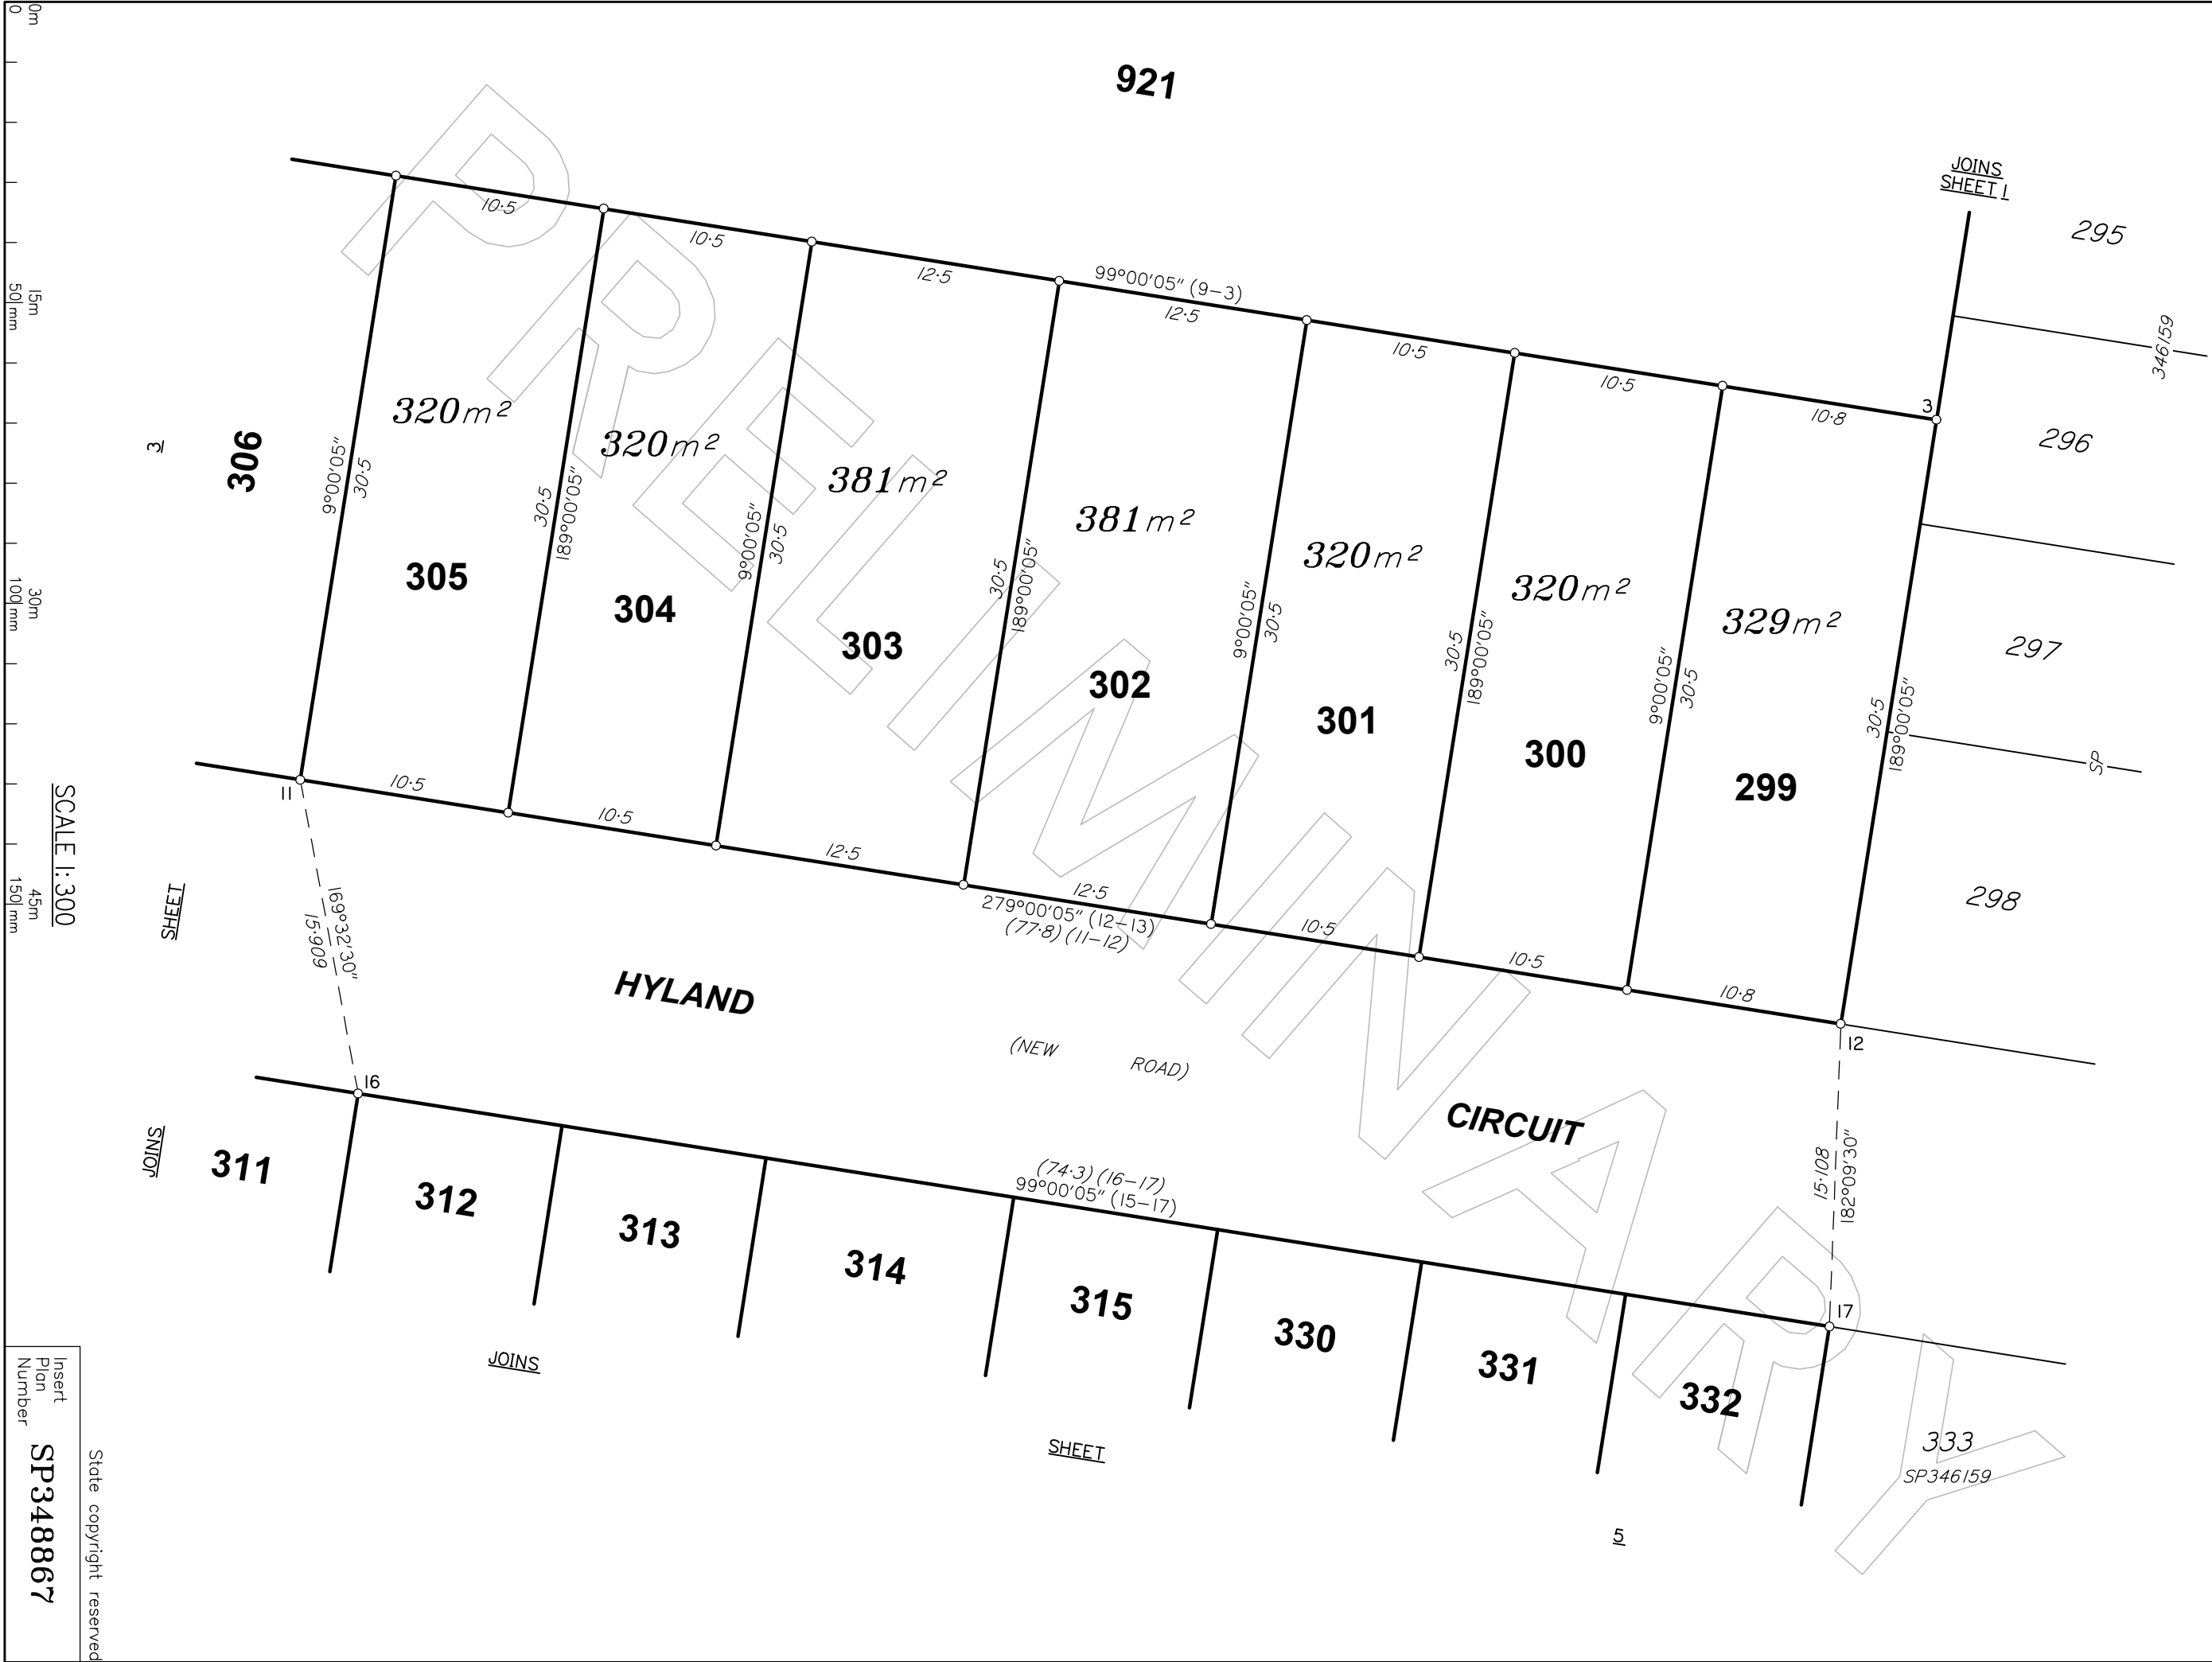 921
JOINS
SHEET 1
295
346159
296
297
SP
298
10·5
10·5
12·5
99°00'05" (9-3)
12·5
10·5
10·5
10·8
3
306
3
9°00'05"
30·5
320m²
305
30·5
189°00'05"
320m²
304
9°00'05"
30·5
381m²
303
30·5
189°00'05"
381m²
302
9°00'05"
30·5
320m²
301
30·5
189°00'05"
320m²
300
9°00'05"
30·5
329m²
299
30·5
189°00'05"
11
10·5
10·5
12·5
12·5
279°00'05" (12-13)
(77·8) (11-12)
10·5
10·5
10·8
12
169°32'30"
15·909
HYLAND
(NEW ROAD)
CIRCUIT
15·108
182°09'30"
SHEET
JOINS
16
(74·3) (16-17)
99°00'05" (15-17)
17
311
312
313
314
315
330
331
332
333
SP346159
JOINS
SHEET
5
PRELIMINARY
0m
15m
30m
45m
0
50mm
100mm
150mm
SCALE 1:300
State copyright reserved
Insert
Plan
Number
SP348867